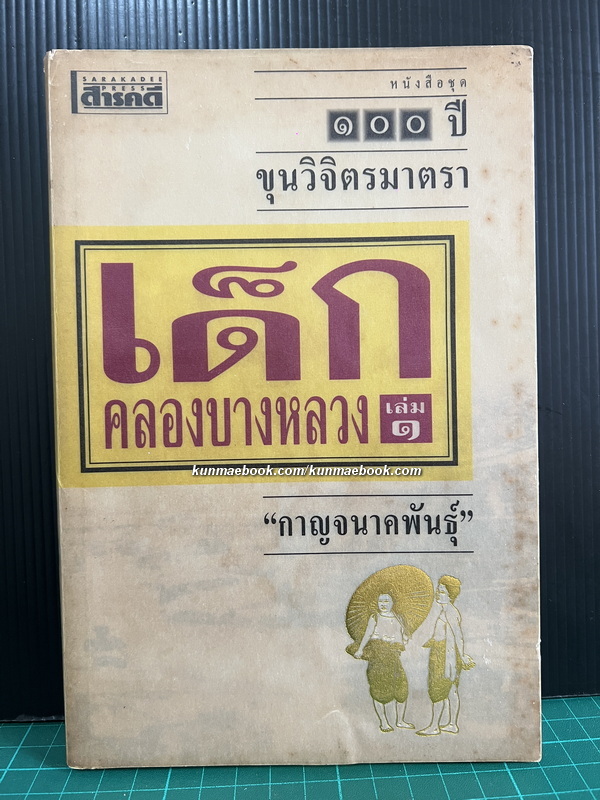 SARAKADEE
PRESS
สารคดี
หนังสือชุด
๑๐๐ ปี
ขุนวิจิตรมาตรา
เด็ก
คลองบางหลวง
เล่ม
๑
kunmaebook.com/kunmaebook.com
“กาญจนาคพันธุ์”